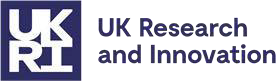 UK
RI
UK Research
and Innovation